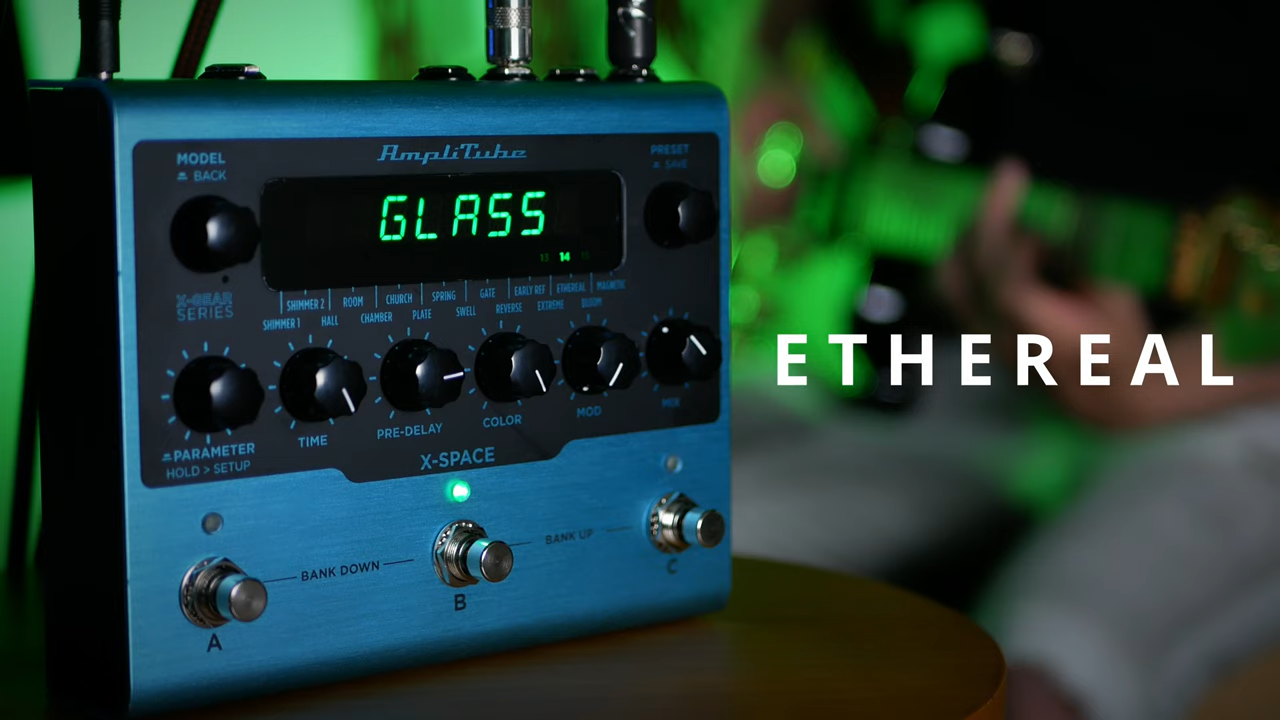 AmpliTube
MODEL
BACK
PRESET
SAVE
GLASS
13 14
X-GEAR
SERIES
SHIMMER 2 ROOM CHURCH SPRING GATE EARLY REF ETHEREAL MAGNETIC
SHIMMER 1 HALL CHAMBER PLATE SWELL REVERSE EXTREME BLOOM
ETHEREAL
PARAMETER
HOLD > SETUP
TIME
PRE-DELAY
COLOR
MOD
MIX
X-SPACE
BANK DOWN
BANK UP
A
B
C